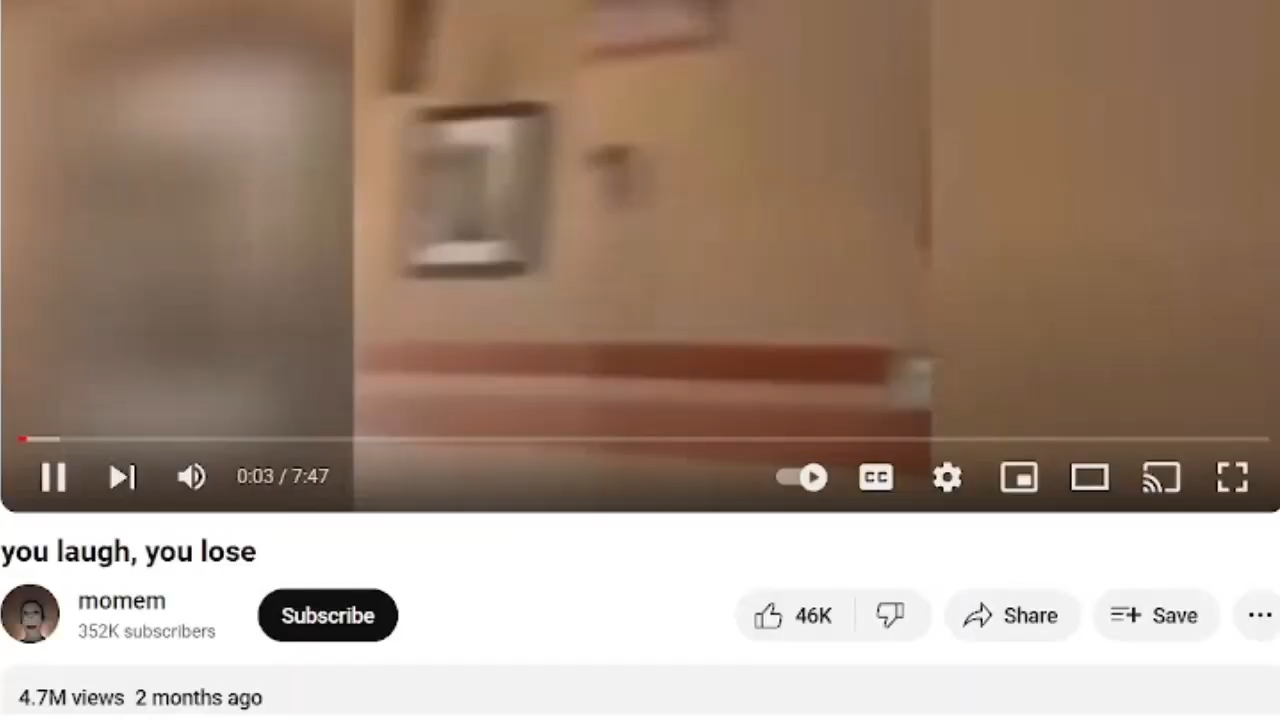 0:03 / 7:47
CC
you laugh, you lose
momem
352K subscribers
Subscribe
46K
Share
Save
4.7M views 2 months ago